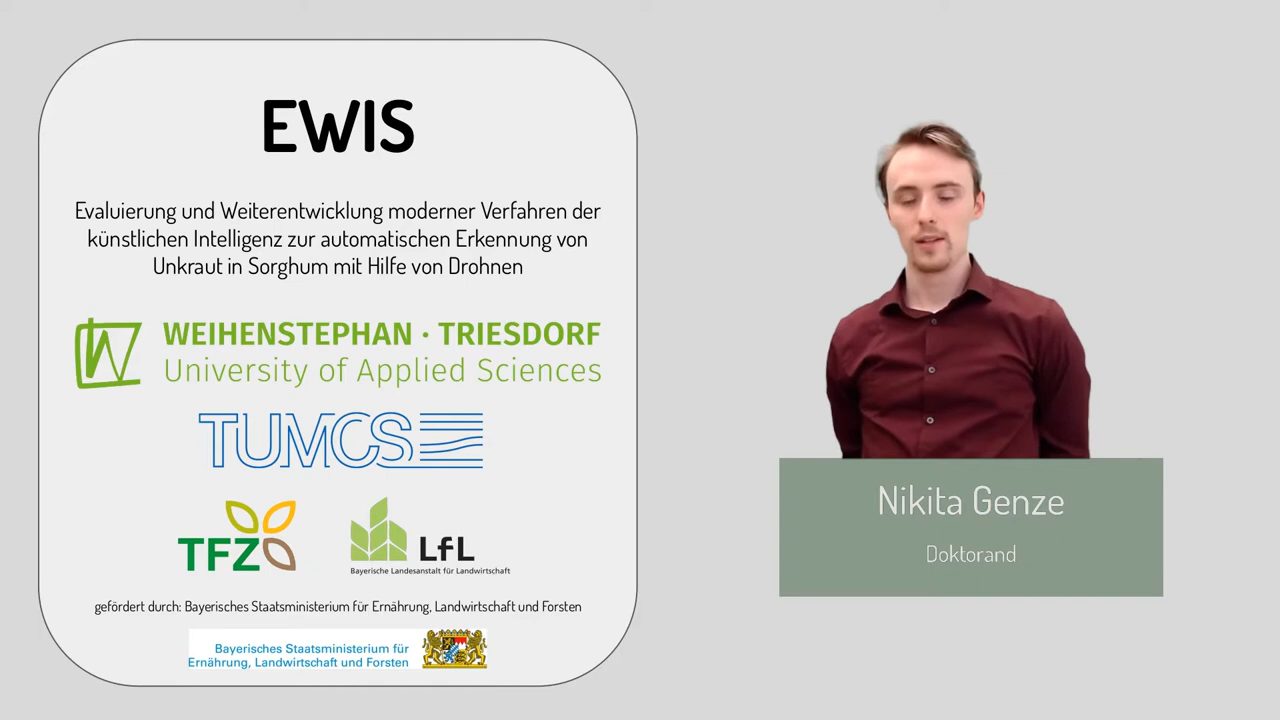 EWIS
Evaluierung und Weiterentwicklung moderner Verfahren der
künstlichen Intelligenz zur automatischen Erkennung von
Unkraut in Sorghum mit Hilfe von Drohnen
WEIHENSTEPHAN · TRIESDORF
University of Applied Sciences
TUMCS
TFZ
LfL
Bayerische Landesanstalt für Landwirtschaft
gefördert durch: Bayerisches Staatsministerium für Ernährung, Landwirtschaft und Forsten
Bayerisches Staatsministerium für
Ernährung, Landwirtschaft und Forsten
Nikita Genze
Doktorand